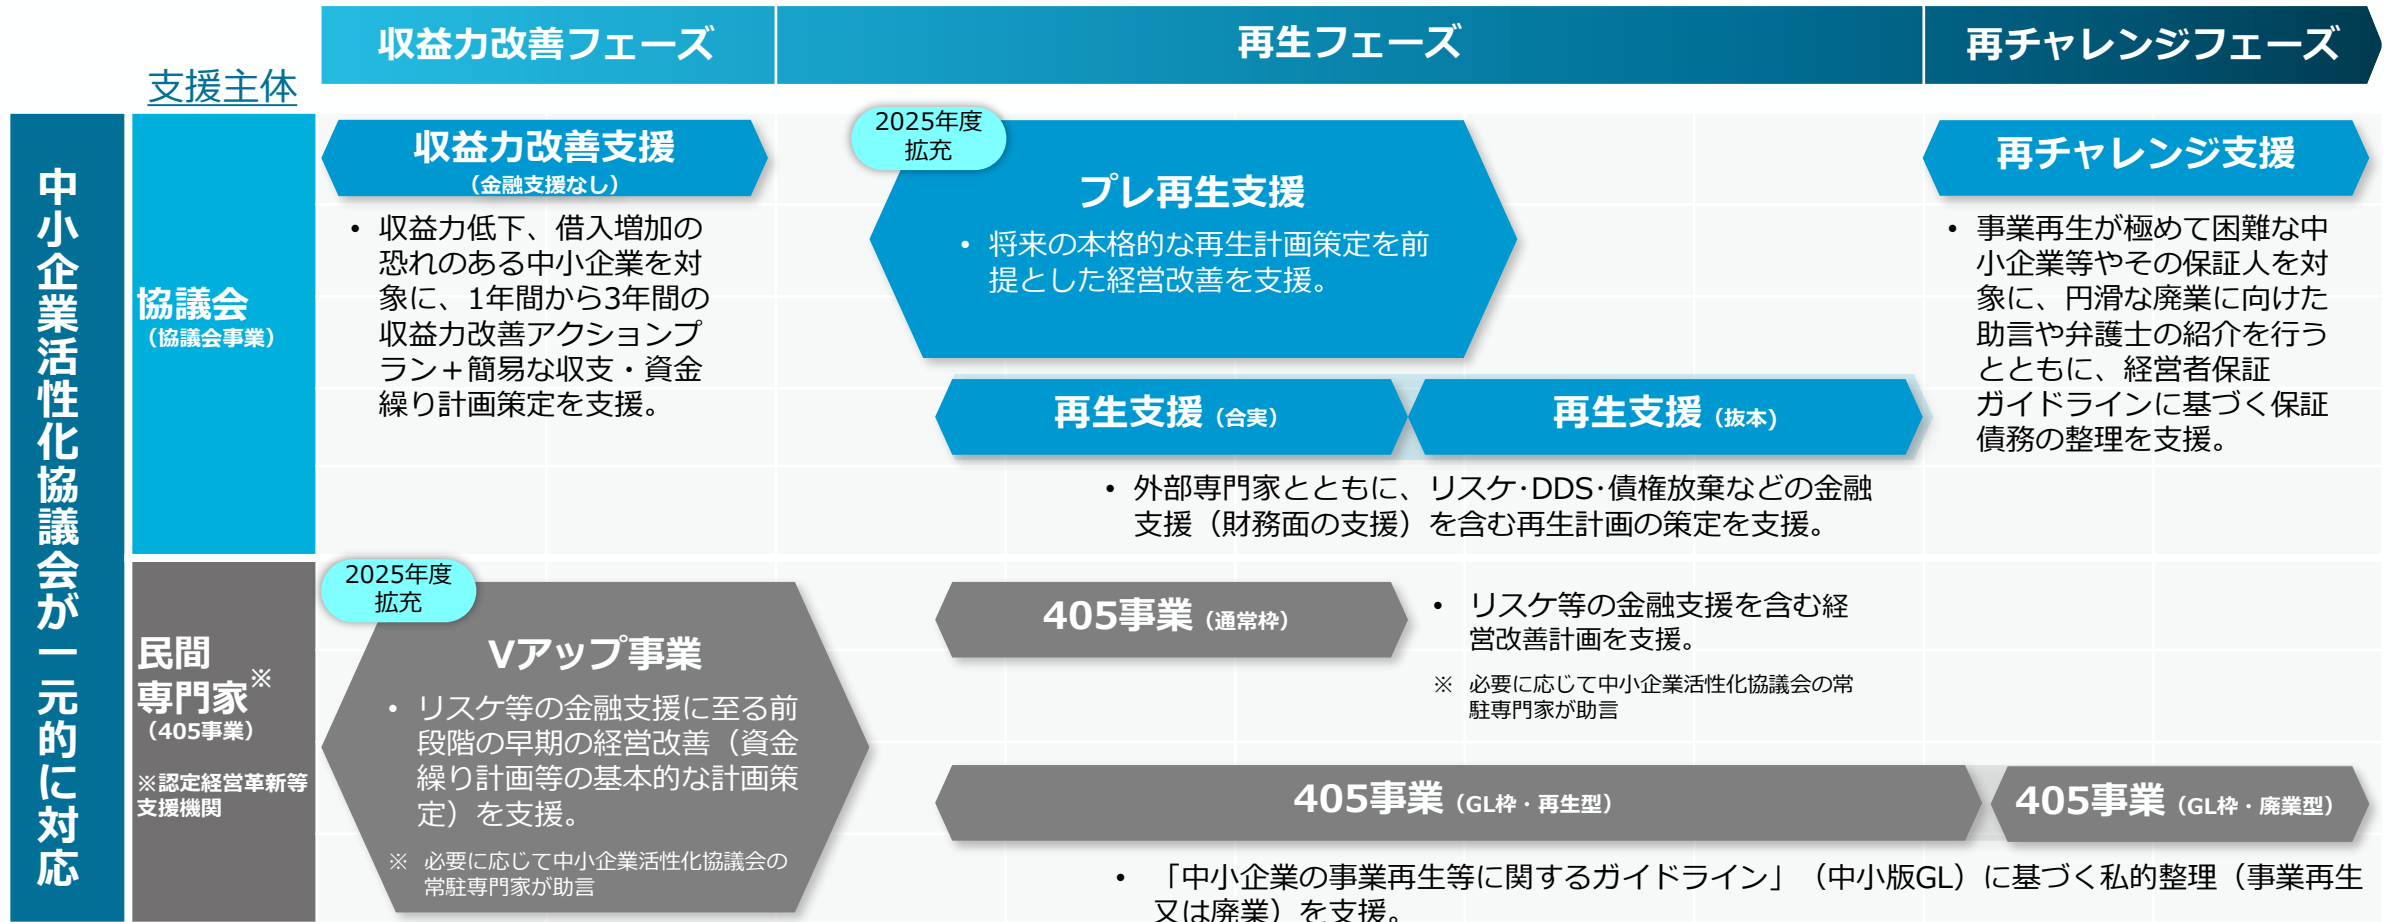 収益力改善フェーズ
再生フェーズ
再チャレンジフェーズ
支援主体
中小企業活性化協議会が一元的に対応
協議会
（協議会事業）
収益力改善支援
（金融支援なし）
• 収益力低下、借入増加の
恐れのある中小企業を対
象に、1年間から3年間の
収益力改善アクションプ
ラン＋簡易な収支・資金
繰り計画策定を支援。
2025年度
拡充
プレ再生支援
• 将来の本格的な再生計画策定を前
提とした経営改善を支援。
再生支援（合実）
再生支援（抜本）
• 外部専門家とともに、リスケ･DDS･債権放棄などの金融
支援（財務面の支援）を含む再生計画の策定を支援。
再チャレンジ支援
• 事業再生が極めて困難な中
小企業等やその保証人を対
象に、円滑な廃業に向けた
助言や弁護士の紹介を行う
とともに、経営者保証
ガイドラインに基づく保証
債務の整理を支援。
民間
専門家※
（405事業）
※認定経営革新等
支援機関
2025年度
拡充
Vアップ事業
• リスケ等の金融支援に至る前
段階の早期の経営改善（資金
繰り計画等の基本的な計画策
定）を支援。
※ 必要に応じて中小企業活性化協議会の
常駐専門家が助言
405事業（通常枠）
• リスケ等の金融支援を含む経
営改善計画を支援。
※ 必要に応じて中小企業活性化協議会の常
駐専門家が助言
405事業（GL枠・再生型）
405事業（GL枠・廃業型）
• 「中小企業の事業再生等に関するガイドライン」（中小版GL）に基づく私的整理（事業再生
又は廃業）を支援。